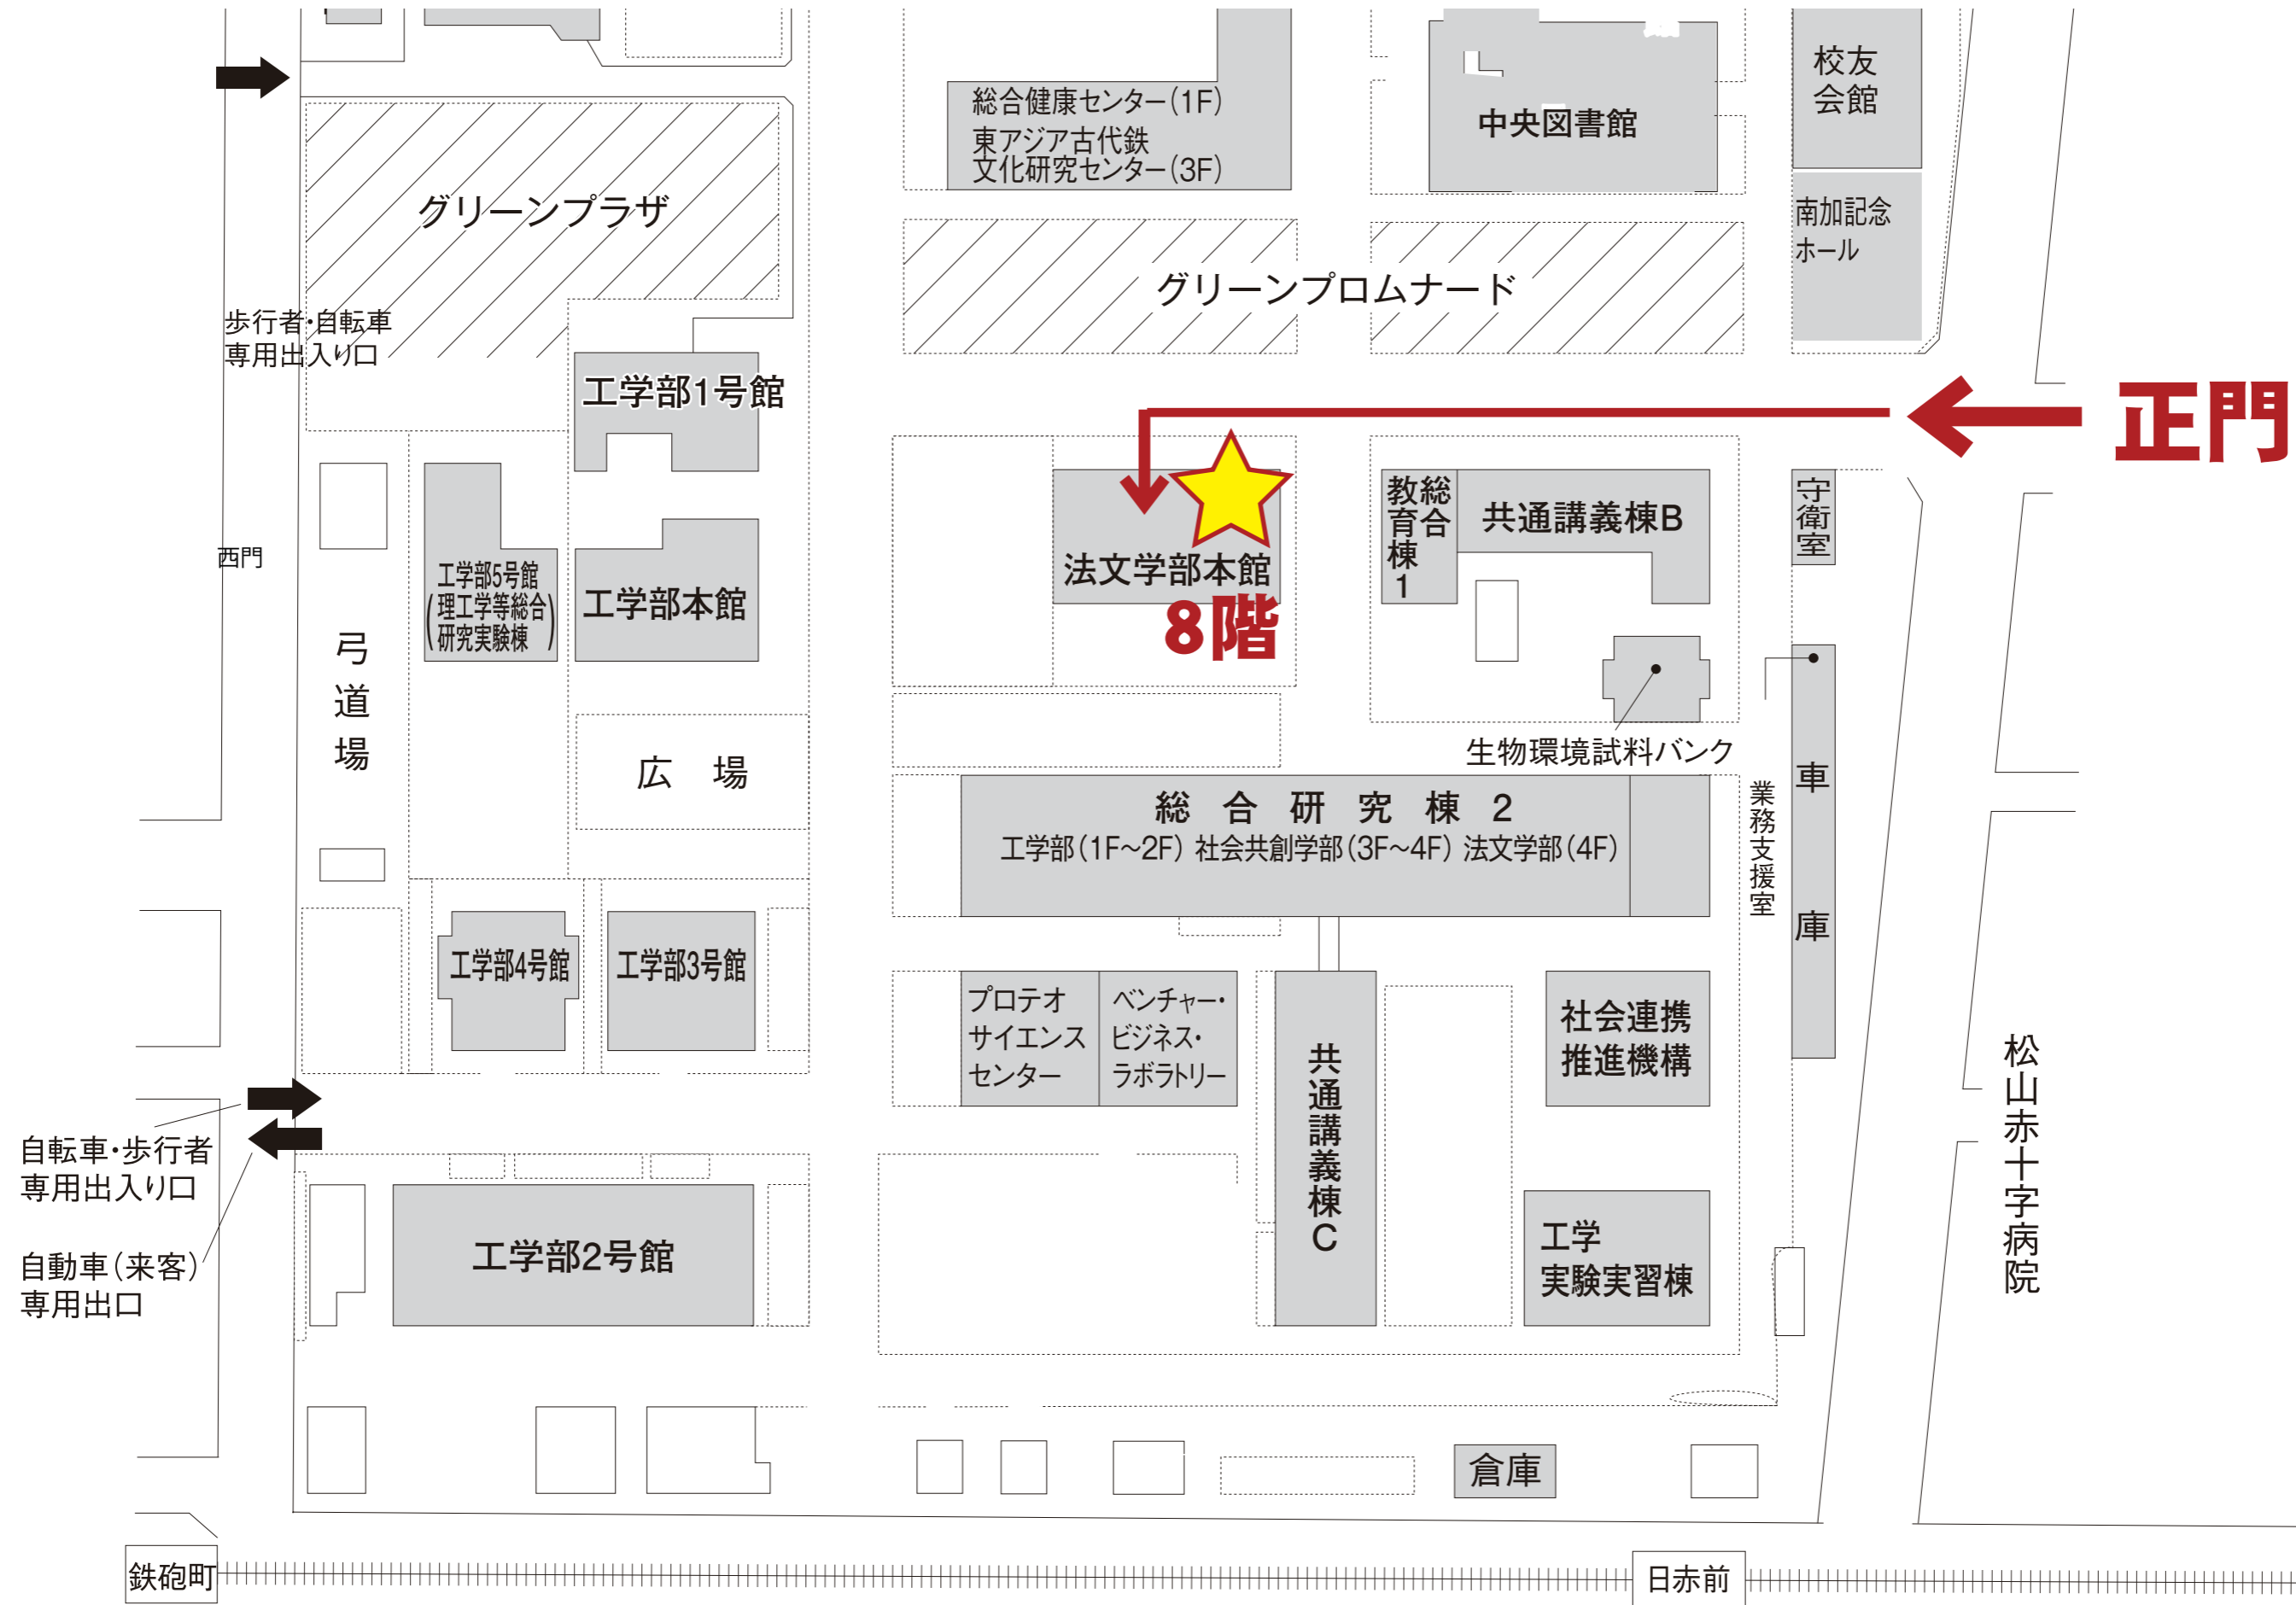 総合健康センター(1F)
東アジア古代鉄
文化研究センター(3F)
中央図書館
校友
会館
南加記念
ホール
グリーンプラザ
グリーンプロムナード
歩行者・自転車
専用出入り口
工学部1号館
正門
西門
弓道場
工学部5号館
(理工学等総合
研究実験棟)
工学部本館
法文学部本館
8階
総合
教育棟1
共通講義棟B
守衛室
生物環境試料バンク
広 場
総合研究棟2
工学部(1F~2F) 社会共創学部(3F~4F) 法文学部(4F)
業務支援室
車庫
工学部4号館
工学部3号館
プロテオ
サイエンス
センター
ベンチャー・
ビジネス・
ラボラトリー
共通講義棟C
社会連携
推進機構
松山赤十字病院
自転車・歩行者
専用出入り口
自動車(来客)
専用出口
工学部2号館
工学
実験実習棟
倉庫
鉄砲町
日赤前